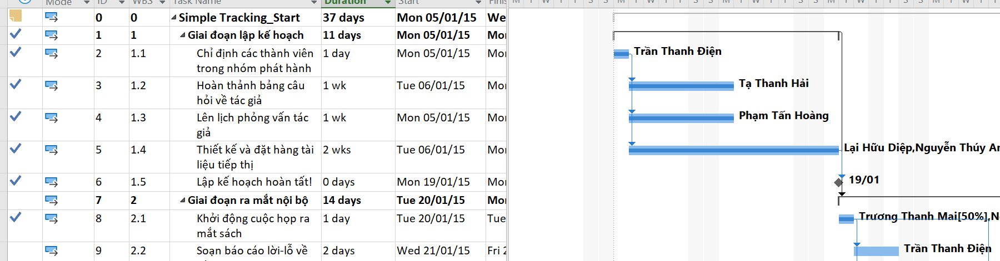 Mode ID WBS Task Name Duration Start Finis M T W T F S S M T W T F S S M T W T F S S M T
0 0 Simple Tracking_Start 37 days Mon 05/01/15 We
1 1 Giai đoạn lập kế hoạch 11 days Mon 05/01/15 Mo
2 1.1 Chỉ định các thành viên 1 day Mon 05/01/15 Mo Trần Thanh Điện
trong nhóm phát hành
3 1.2 Hoàn thảnh bảng câu 1 wk Tue 06/01/15 Mo Tạ Thanh Hải
hỏi về tác giả
4 1.3 Lên lịch phỏng vấn tác 1 wk Mon 05/01/15 Mo Phạm Tấn Hoàng
giả
5 1.4 Thiết kế và đặt hàng tài 2 wks Tue 06/01/15 Mo Lại Hữu Diệp,Nguyễn Thúy An
liệu tiếp thị
6 1.5 Lập kế hoạch hoàn tất! 0 days Mon 19/01/15 Mo 19/01
7 2 Giai đoạn ra mắt nội bộ 14 days Tue 20/01/15 Mo
8 2.1 Khởi động cuộc họp ra 1 day Tue 20/01/15 Tue Trương Thanh Mai[50%],N
mắt sách
9 2.2 Soạn báo cáo lời-lỗ về 2 days Wed 21/01/15 Fri 2 Trần Thanh Điện